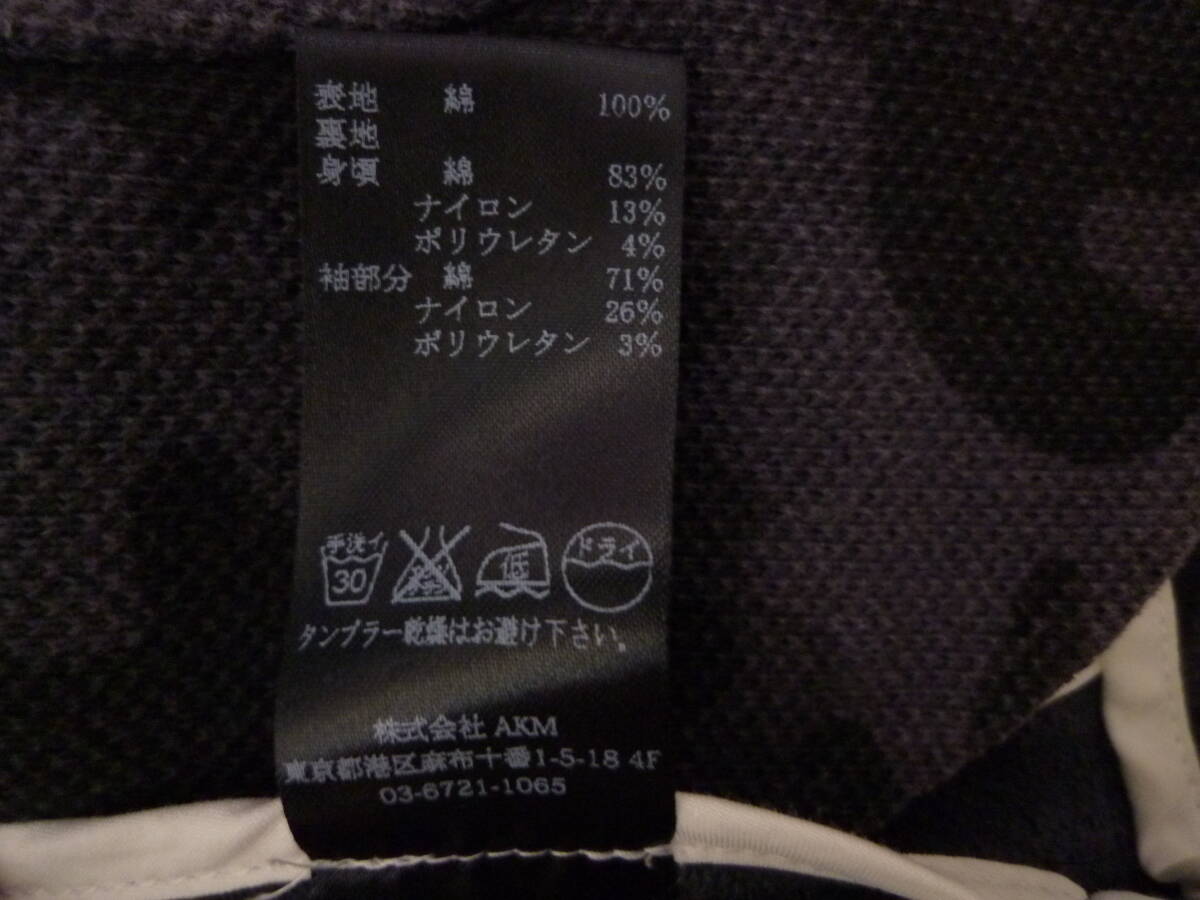 表地 綿 100%
裏地
身頃 綿 83%
ナイロン 13%
ポリウレタン 4%
袖部分 綿 71%
ナイロン 26%
ポリウレタン 3%
手洗イ 低 ドライ
30
タンブラー乾燥はお避け下さい。
株式会社 AKM
東京都港区麻布十番1-5-18 4F
03-6721-1065